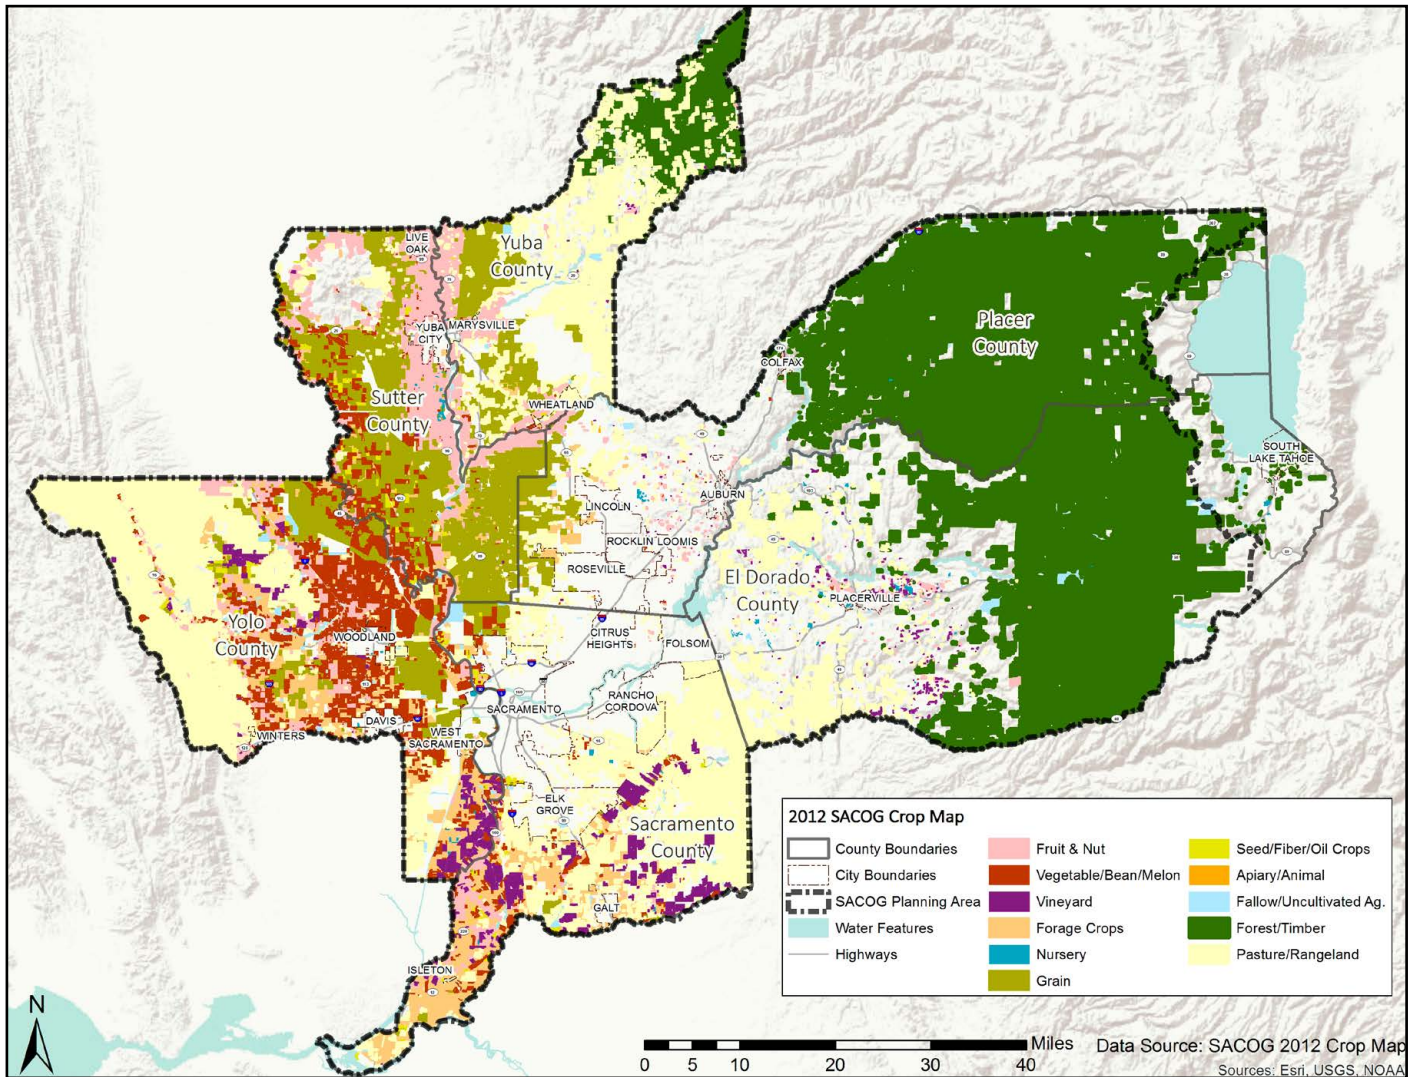 LIVE
OAK
Yuba
County
YUBA
CITY
MARYSVILLE
Placer
County
COLFAX
Sutter
County
WHEATLAND
SOUTH
LAKE TAHOE
AUBURN
LINCOLN
ROCKLIN LOOMIS
ROSEVILLE
El Dorado
County
PLACERVILLE
Yolo
County
WOODLAND
CITRUS
HEIGHTS
FOLSOM
RANCHO
CORDOVA
SACRAMENTO
DAVIS
WINTERS
WEST
SACRAMENTO
ELK
GROVE
Sacramento
County
GALT
ISLETON
2012 SACOG Crop Map
County Boundaries
City Boundaries
SACOG Planning Area
Water Features
Highways
Fruit & Nut
Vegetable/Bean/Melon
Vineyard
Forage Crops
Nursery
Grain
Seed/Fiber/Oil Crops
Apiary/Animal
Fallow/Uncultivated Ag.
Forest/Timber
Pasture/Rangeland
N
Miles
0 5 10 20 30 40
Data Source: SACOG 2012 Crop Map
Sources: Esri, USGS, NOAA